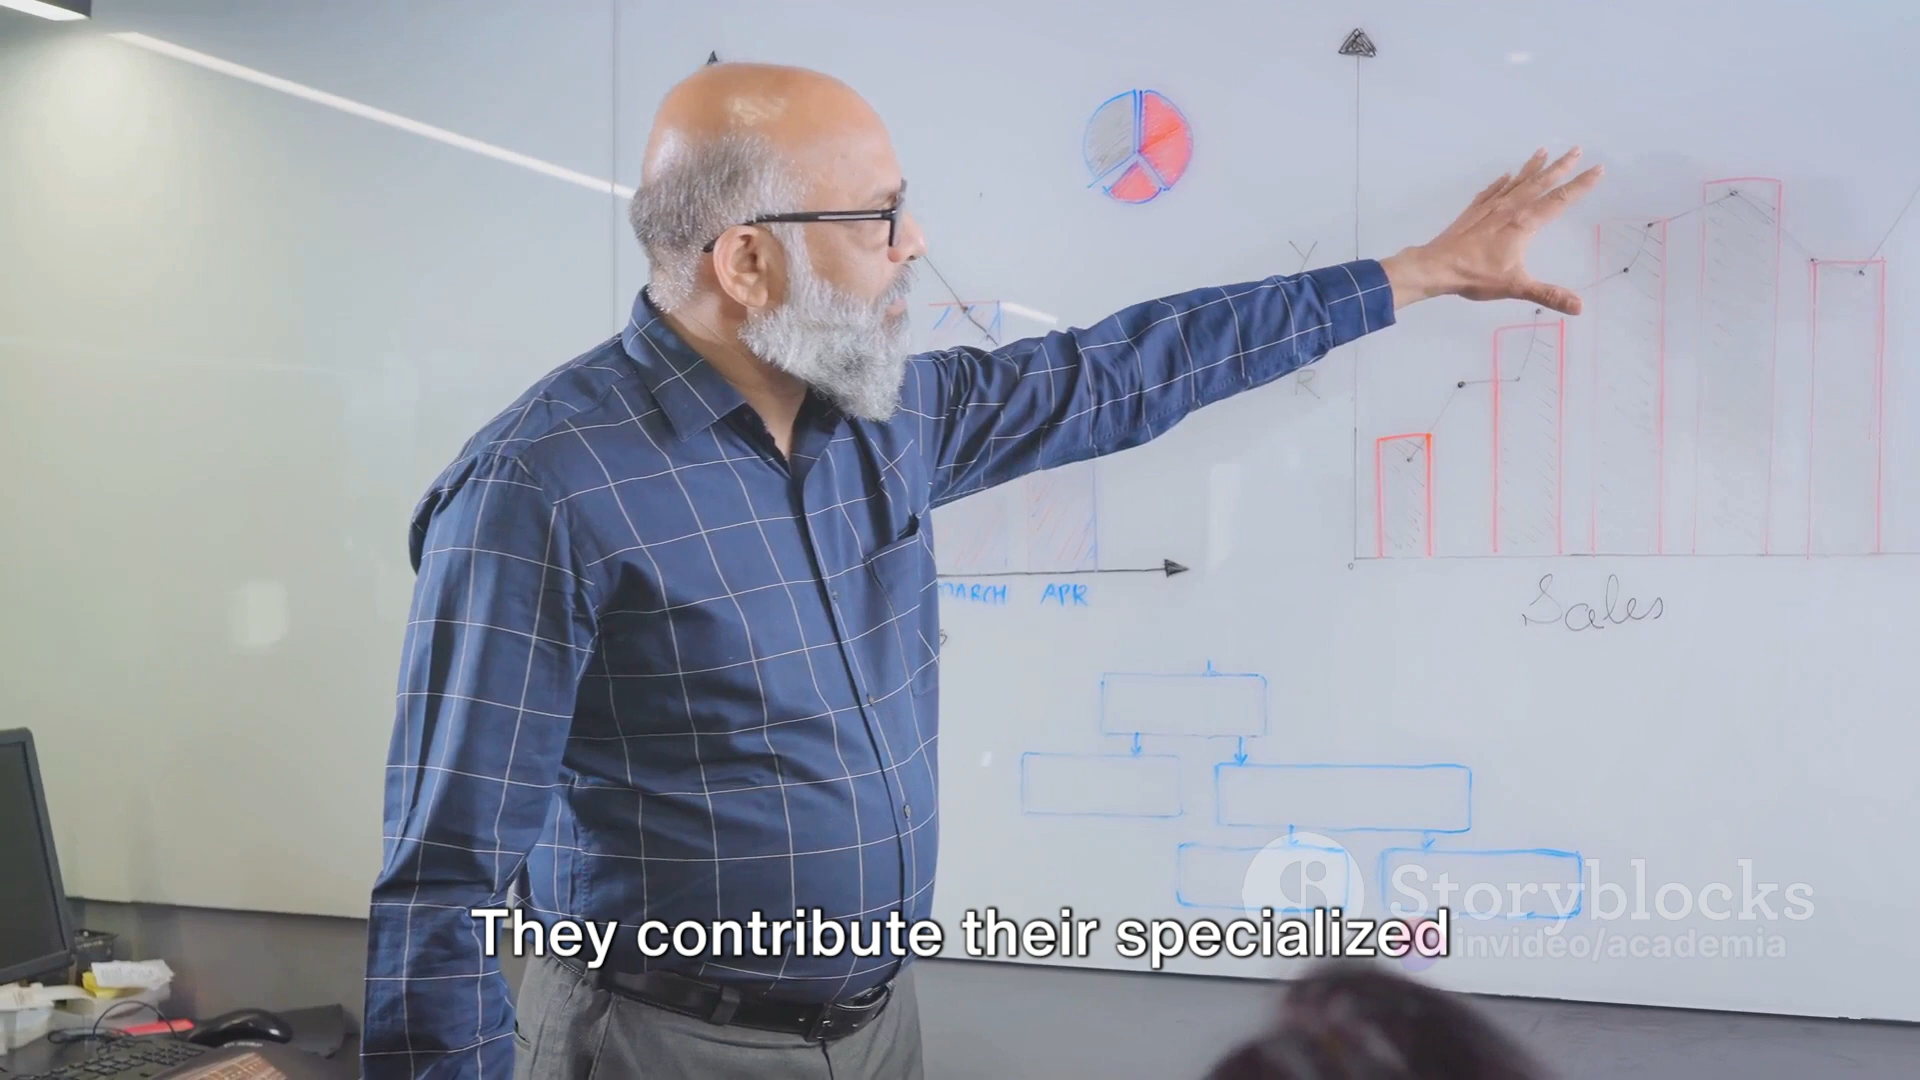 Y
R
MARCH APR
Sales
They contribute their specialized
Storyblocks
invideo/academia